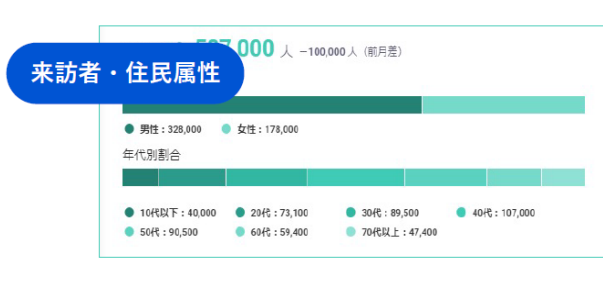 ,000 人 −100,000 人（前月差）
来訪者・住民属性
男性：328,000 女性：178,000
年代別割合
10代以下：40,000 20代：73,100 30代：89,500 40代：107,000
50代：90,500 60代：59,400 70代以上：47,400